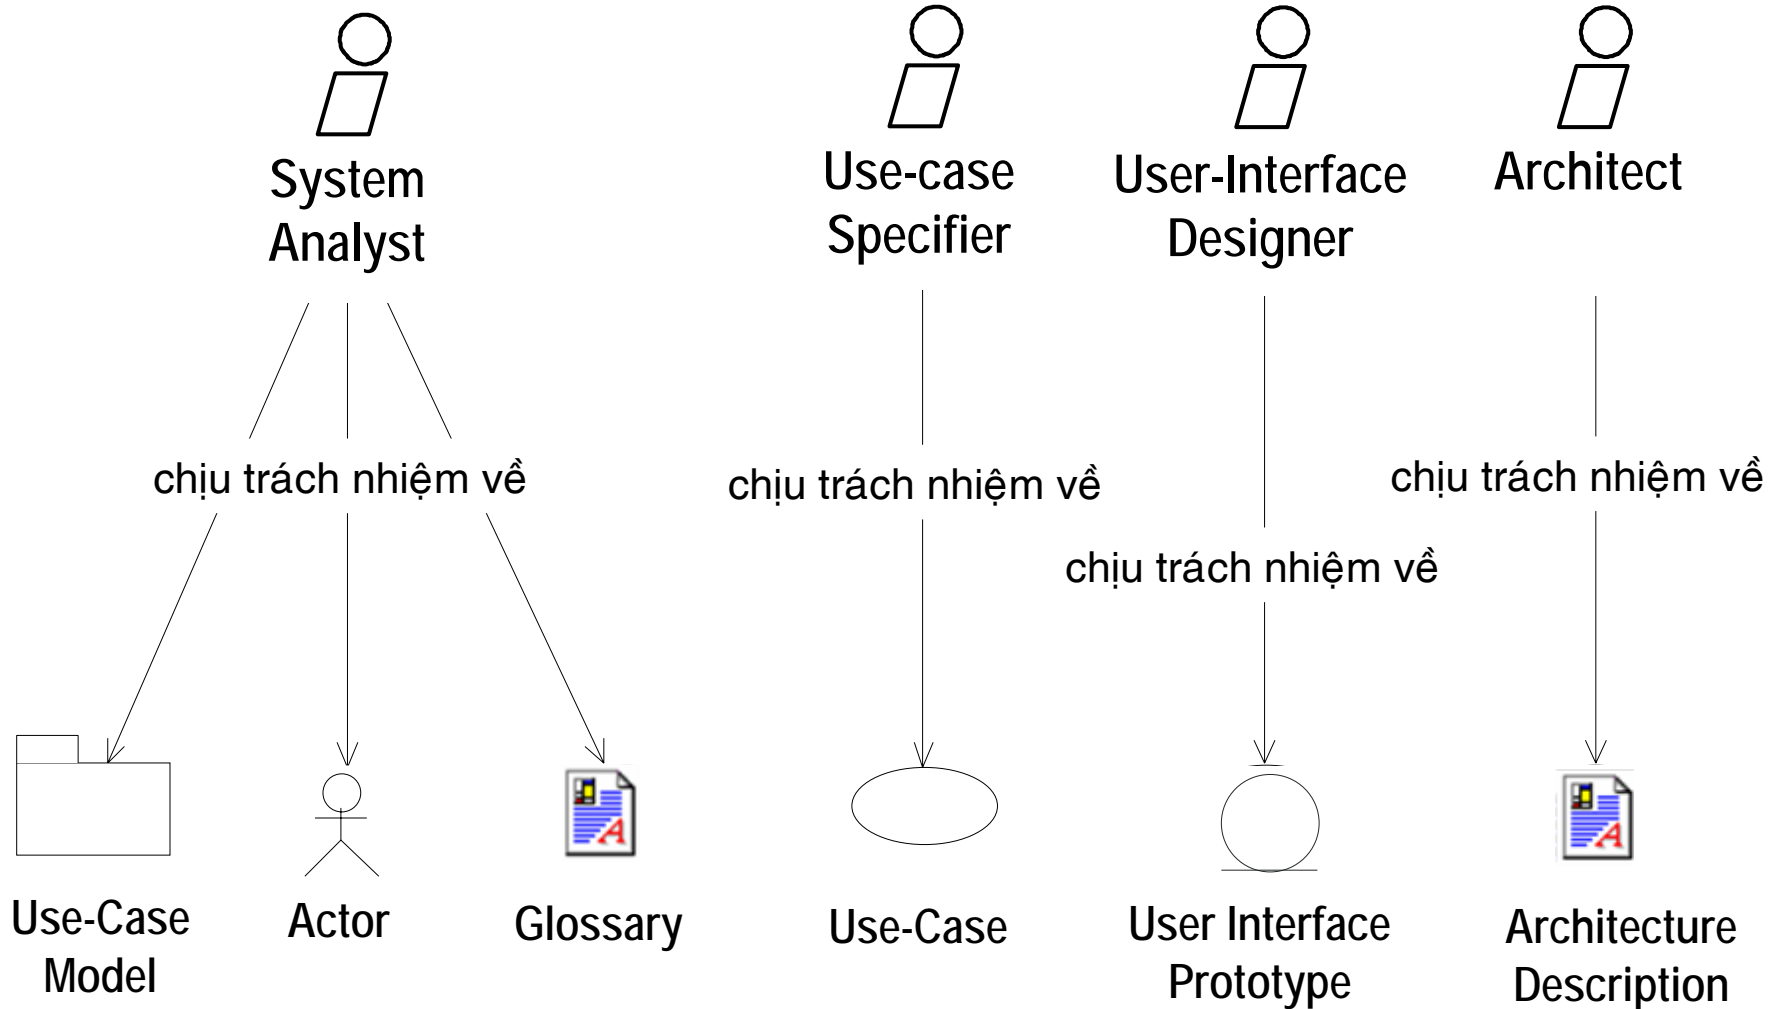 System
Analyst
Use-case
Specifier
User-Interface
Designer
Architect
chịu trách nhiệm về
chịu trách nhiệm về
chịu trách nhiệm về
chịu trách nhiệm về
Use-Case
Model
Actor
Glossary
Use-Case
User Interface
Prototype
Architecture
Description